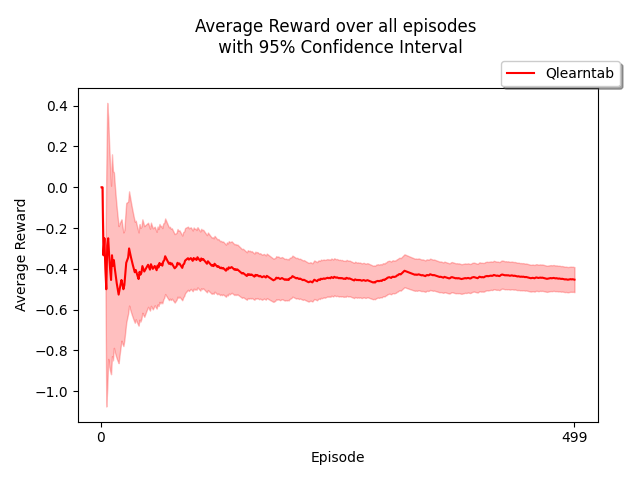 Average Reward over all episodes
with 95% Confidence Interval
Qlearntab
0.4
0.2
0.0
−0.2
−0.4
−0.6
−0.8
−1.0
Average Reward
0
499
Episode